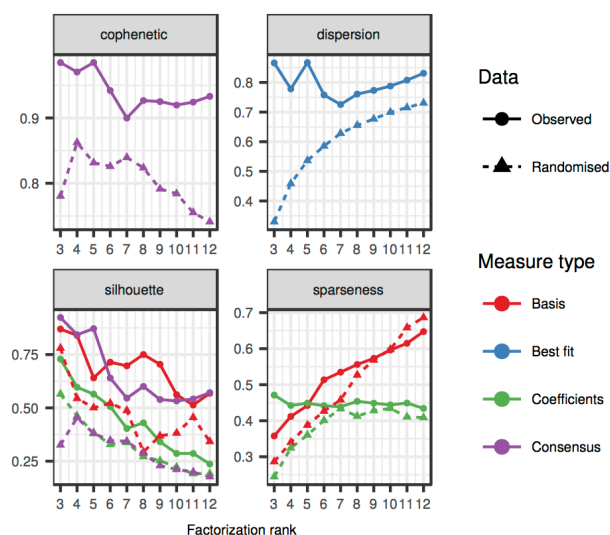 cophenetic
dispersion
0.9
0.8
3 4 5 6 7 8 9 10 11 12
0.8
0.7
0.6
0.5
0.4
3 4 5 6 7 8 9 10 11 12
silhouette
sparseness
0.75
0.50
0.25
3 4 5 6 7 8 9 10 11 12
0.7
0.6
0.5
0.4
0.3
3 4 5 6 7 8 9 10 11 12
Factorization rank
Data
Observed
Randomised
Measure type
Basis
Best fit
Coefficients
Consensus